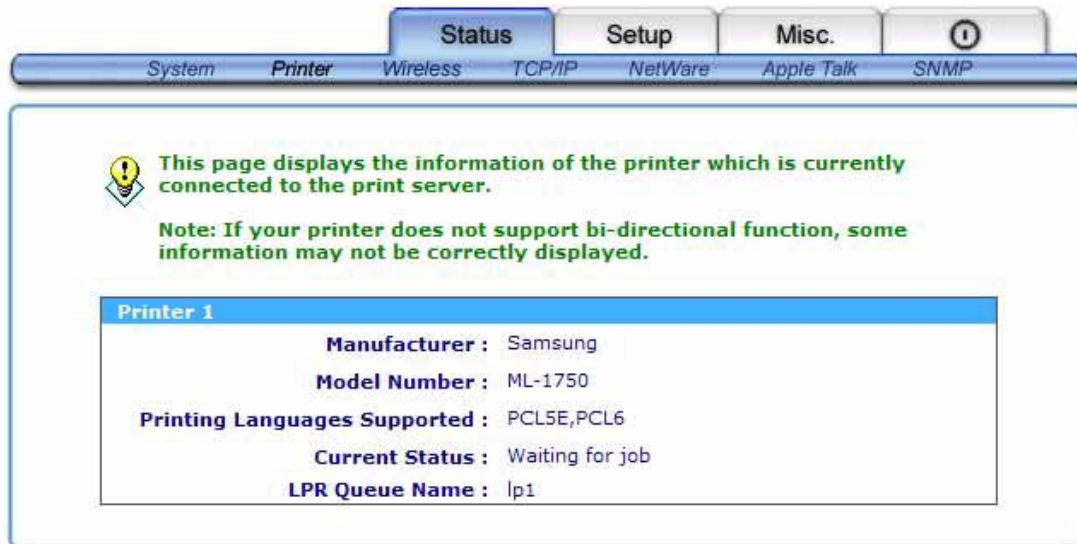 Status Setup Misc.
System Printer Wireless TCP/IP NetWare Apple Talk SNMP
This page displays the information of the printer which is currently
connected to the print server.
Note: If your printer does not support bi-directional function, some
information may not be correctly displayed.
Printer 1
Manufacturer : Samsung
Model Number : ML-1750
Printing Languages Supported : PCL5E,PCL6
Current Status : Waiting for job
LPR Queue Name : lp1